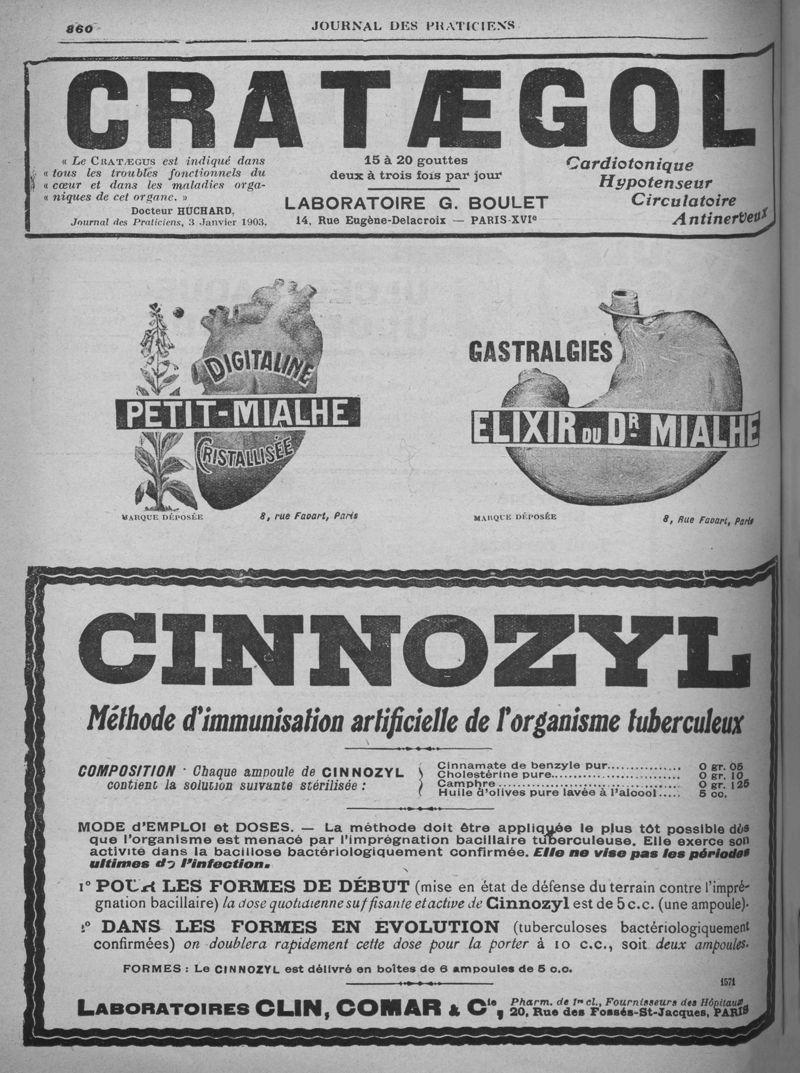 860
JOURNAL DES PRATICIENS
CRATÆGOL
« Le CRATÆGUS est indiqué dans
« tous les troubles fonctionnels du
« cœur et dans les maladies orga-
« niques de cet organe. »
Docteur HUCHARD,
Journal des Praticiens, 3 Janvier 1903.
15 à 20 gouttes
deux à trois fois par jour
LABORATOIRE G. BOULET
14, Rue Eugène-Delacroix — PARIS-XVIe
Cardiotonique
Hypotenseur
Circulatoire
Antinerveux
DIGITALINE
PETIT-MIALHE
CRISTALLISÉE
MARQUE DÉPOSÉE
8, rue Favart, Paris
GASTRALGIES
ELIXIR DU DR MIALHE
MARQUE DÉPOSÉE
8, Rue Favart, Paris
CINNOZYL
Méthode d'immunisation artificielle de l'organisme tuberculeux
COMPOSITION : Chaque ampoule de CINNOZYL
contient la solution suivante stérilisée :
Cinnamate de benzyle pur................ 0 gr. 05
Cholestérine pure............................ 0 gr. 10
Camphre........................................ 0 gr. 125
Huile d'olives pure lavée à l'alcool..... 5 cc.
MODE d'EMPLOI et DOSES. — La méthode doit être appliquée le plus tôt possible dès
que l'organisme est menacé par l'imprégnation bacillaire tuberculeuse. Elle exerce son
activité dans la bacillose bactériologiquement confirmée. Elle ne vise pas les périodes
ultimes de l'infection.
1° POUR LES FORMES DE DÉBUT (mise en état de défense du terrain contre l'impré-
gnation bacillaire) la dose quotidienne suffisante et active de Cinnozyl est de 5 c.c. (une ampoule).
2° DANS LES FORMES EN EVOLUTION (tuberculoses bactériologiquement
confirmées) on doublera rapidement cette dose pour la porter à 10 c.c., soit deux ampoules.
FORMES : Le CINNOZYL est délivré en boîtes de 6 ampoules de 5 c.c.
1571
LABORATOIRES CLIN, COMAR & Cie, Pharm. de 1re cl., Fournisseurs des Hôpitaux,
20, Rue des Fossés-St-Jacques, PARIS